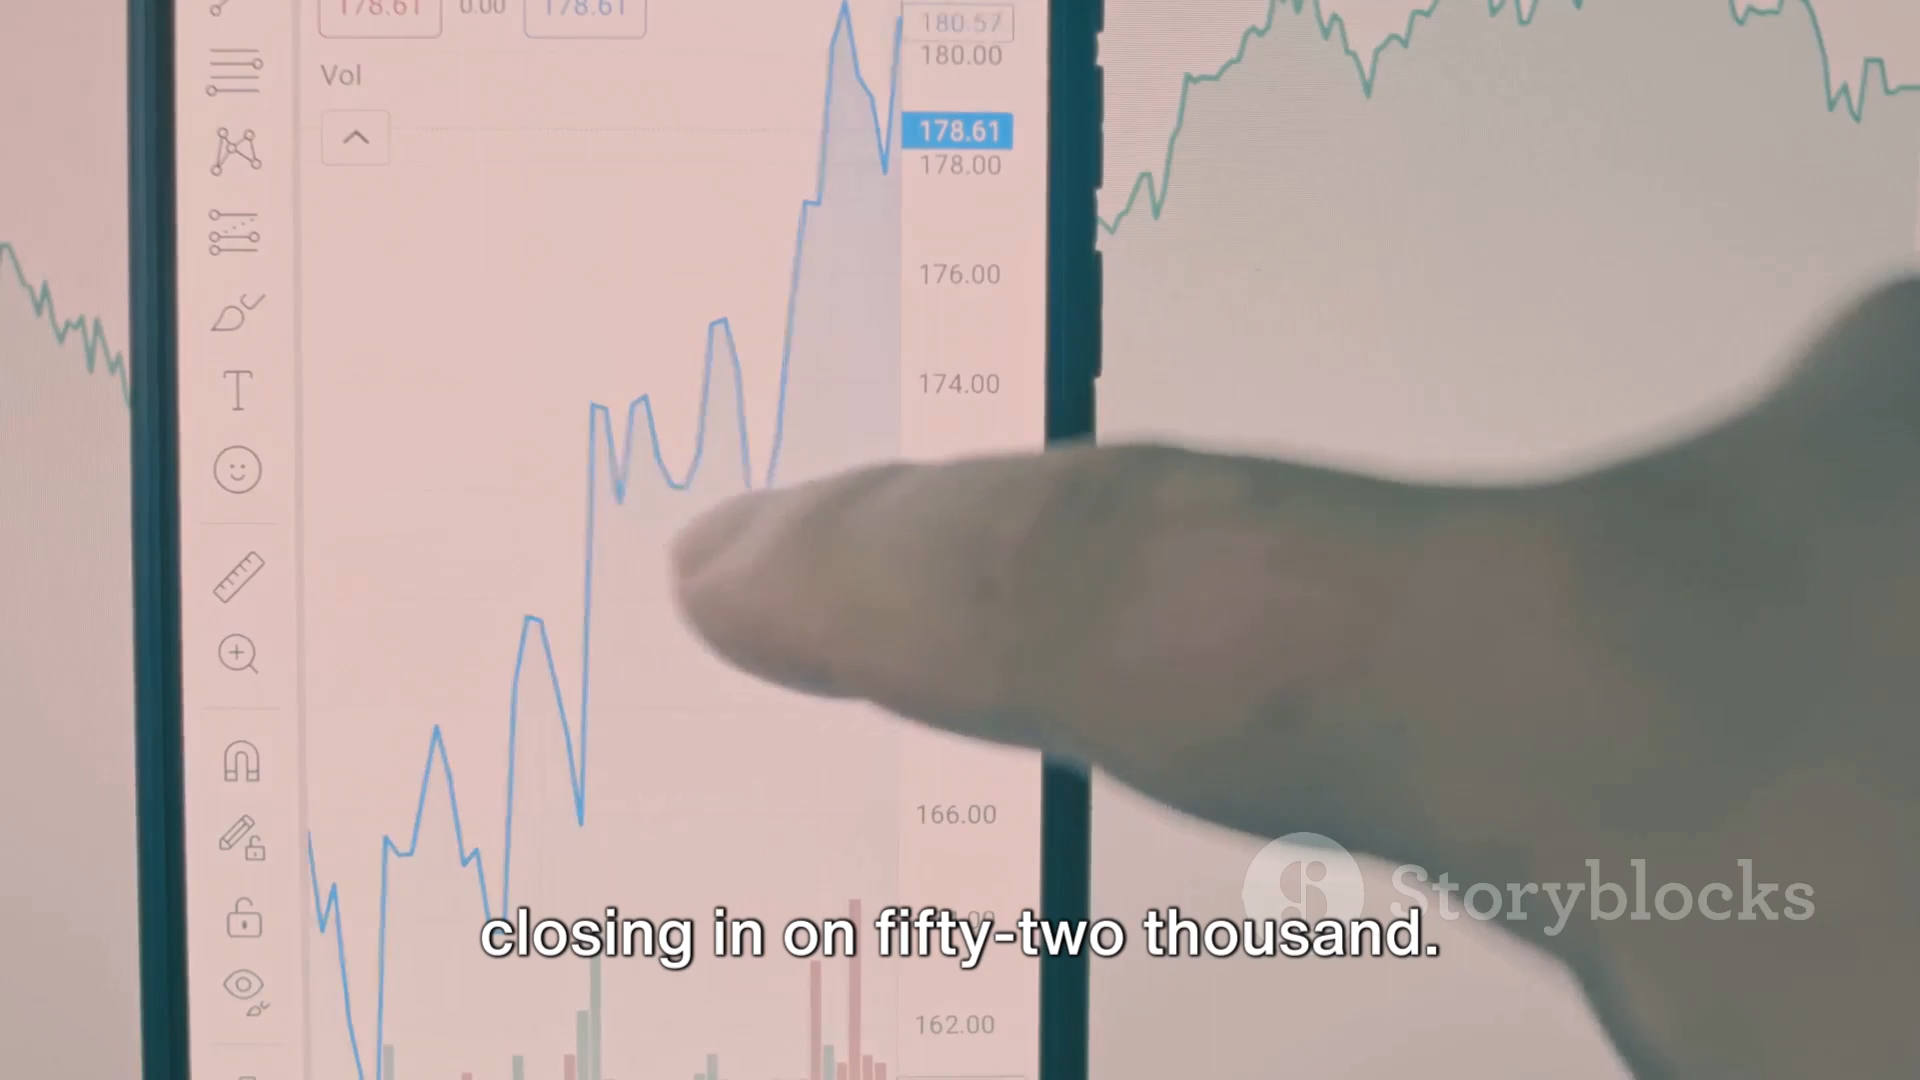 178.61 0.00 178.61
180.57
180.00
Vol
178.61
178.00
176.00
174.00
166.00
Storyblocks
closing in on fifty-two thousand.
162.00